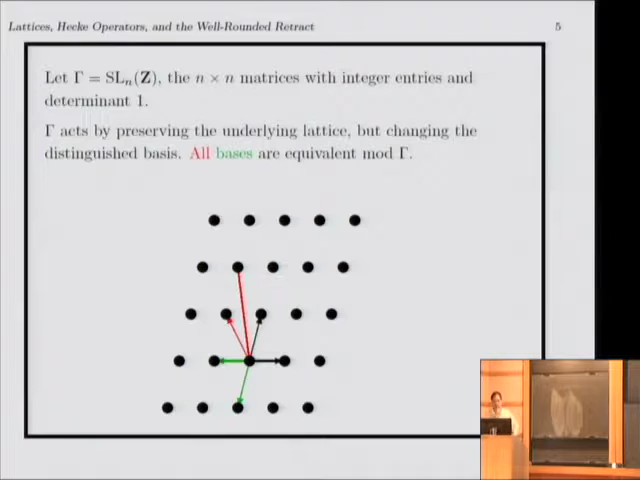 Lattices, Hecke Operators, and the Well-Rounded Retract 5
Let Γ = SLₙ(Z), the n × n matrices with integer entries and
determinant 1.
Γ acts by preserving the underlying lattice, but changing the
distinguished basis. All bases are equivalent mod Γ.